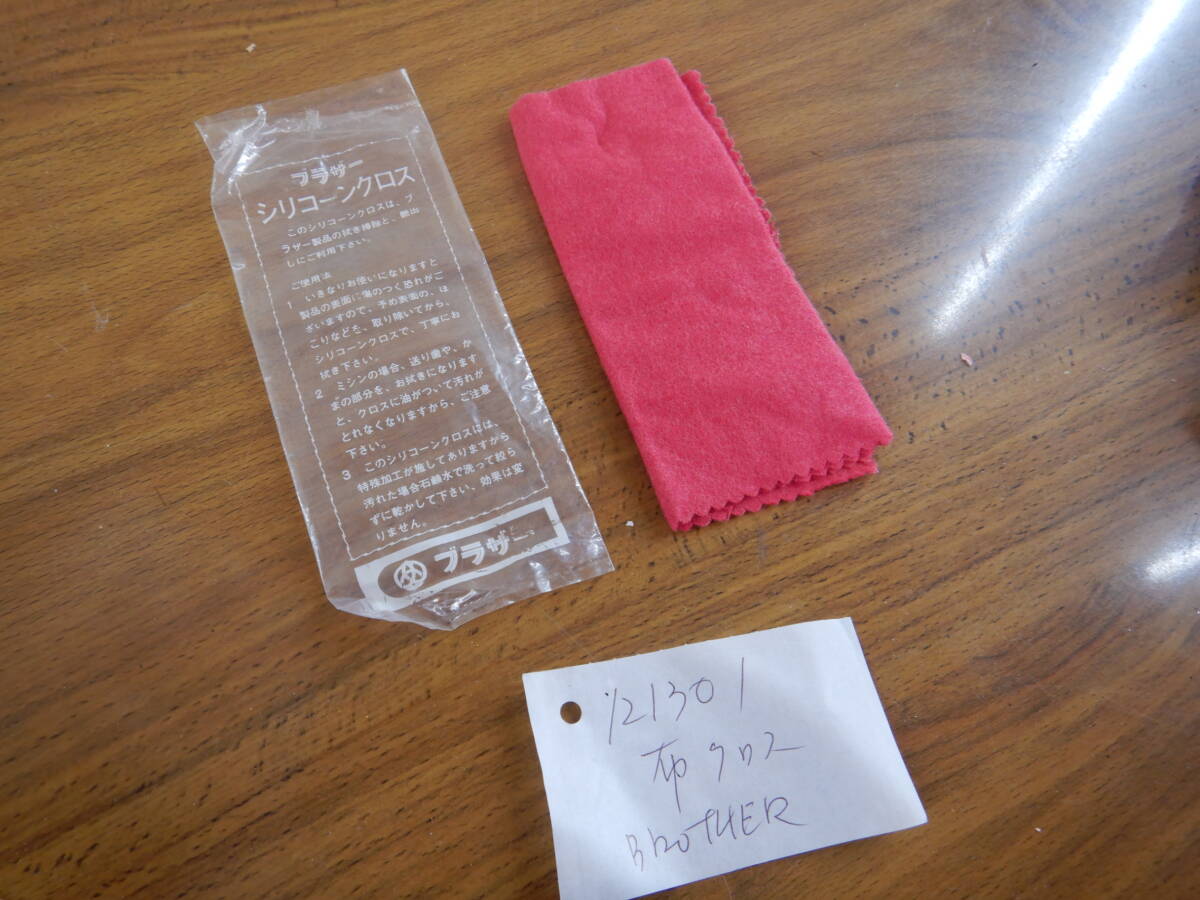 ブラザー
シリコーンクロス
このシリコーンクロスは、ブ
ラザー製品の拭き掃除と、艶出
しにご利用下さい。
ご使用法
1 いきなりお使いになりますと
製品の表面に傷のつく恐れがご
ざいますので、予め表面の、ほ
こりなどを、取り除いてから、
シリコーンクロスで、丁寧にお
拭き下さい。
2 ミシンの場合、送り歯や、か
まの部分を、お拭きになります
と、クロスに油がついて汚れが
とれなくなりますから、ご注意
下さい。
3 このシリコーンクロスには、
特殊加工が施してありますから
汚れた場合石鹸水で洗って絞ら
ずに乾かして下さい、効果は変
りません。
ブラザー
121301
布クロス
BROTHER